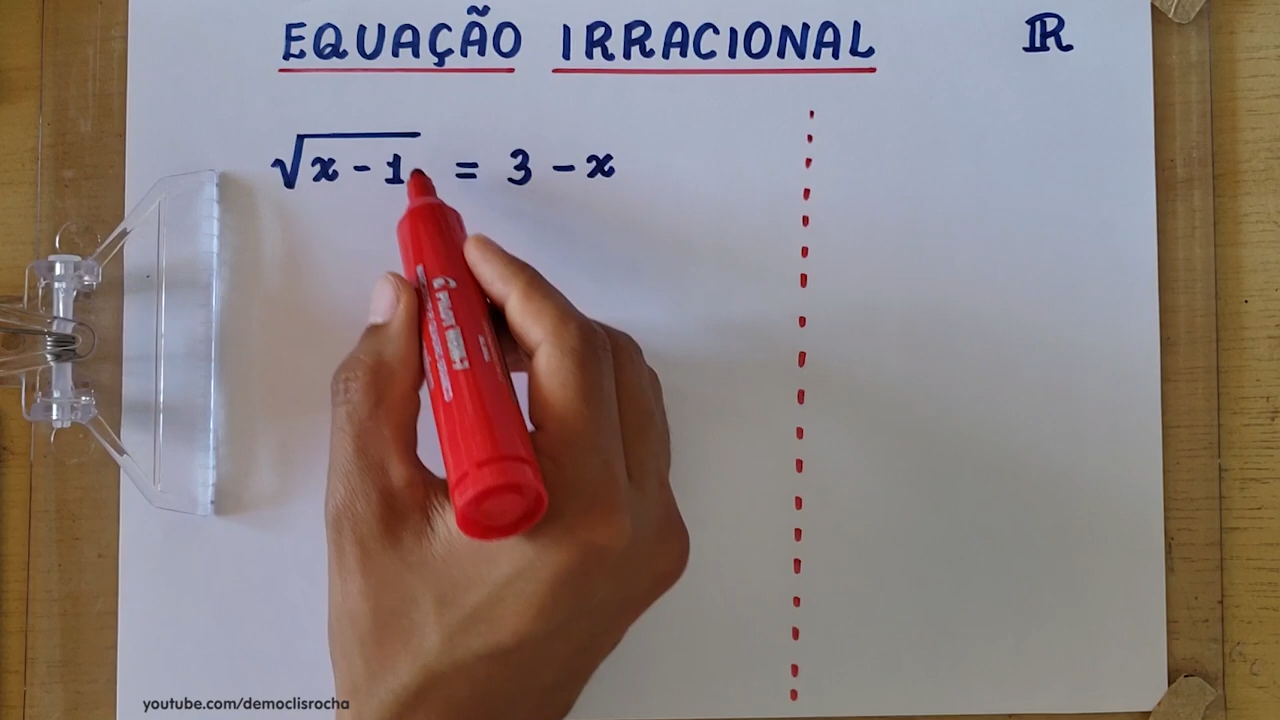 EQUAÇÃO IRRACIONAL
ℝ
√(x - 1) = 3 - x
youtube.com/democlisrocha